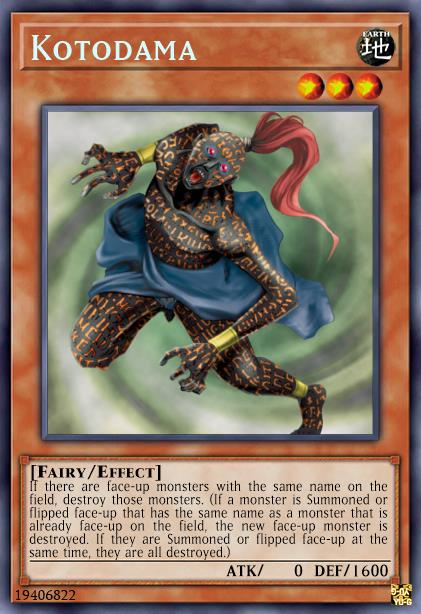 KOTODAMA
EARTH
地
[FAIRY/EFFECT]
If there are face-up monsters with the same name on the
field, destroy those monsters. (If a monster is Summoned or
flipped face-up that has the same name as a monster that is
already face-up on the field, the new face-up monster is
destroyed. If they are Summoned or flipped face-up at the
same time, they are all destroyed.)
ATK/ 0 DEF/1600
19406822